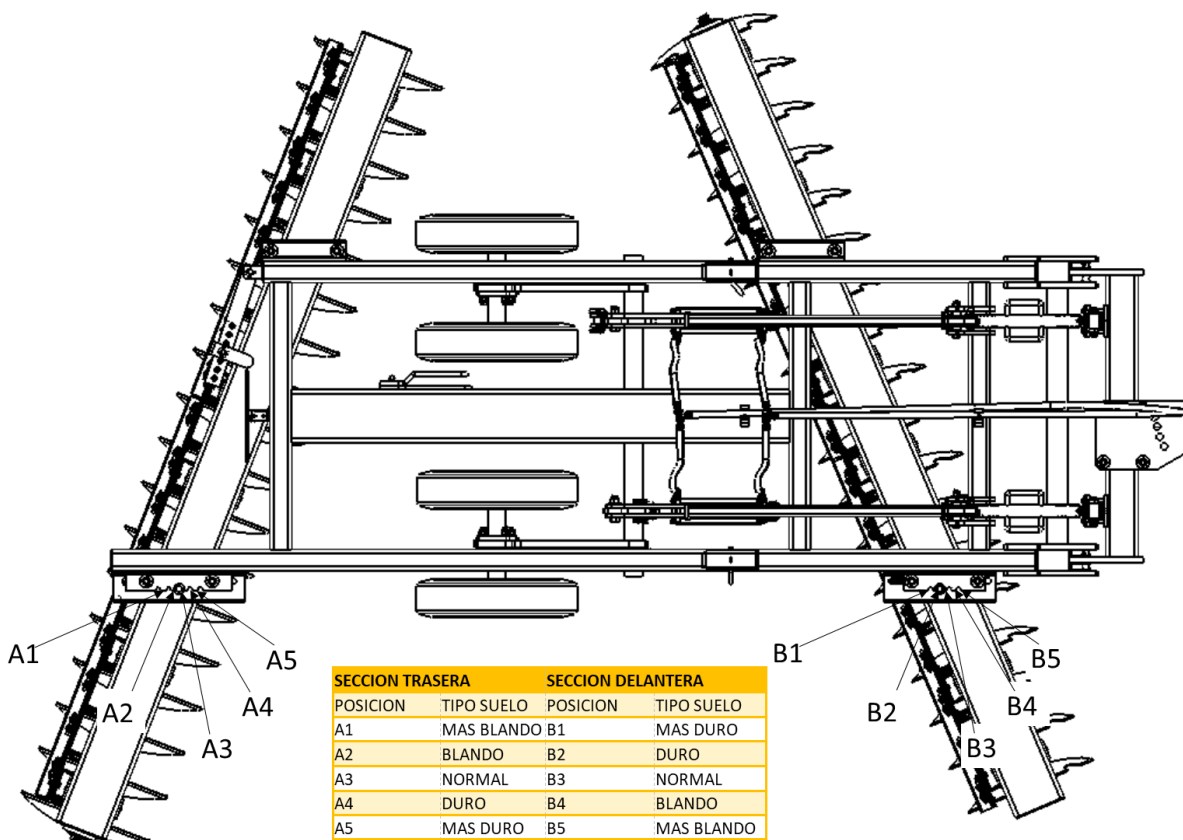 A1
A2
A3
A4
A5
B1
B2
B3
B4
B5
SECCION TRASERA SECCION DELANTERA
POSICION TIPO SUELO POSICION TIPO SUELO
A1 MAS BLANDO B1 MAS DURO
A2 BLANDO B2 DURO
A3 NORMAL B3 NORMAL
A4 DURO B4 BLANDO
A5 MAS DURO B5 MAS BLANDO